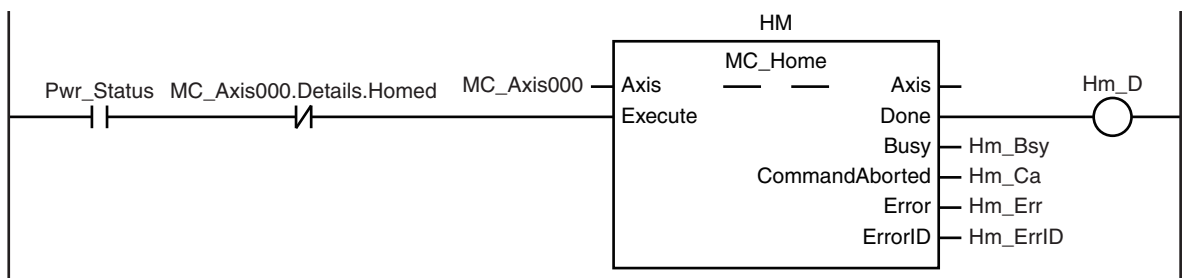 HM
MC_Home
Pwr_Status MC_Axis000.Details.Homed MC_Axis000 Axis Axis Hm_D
Execute Done
Busy Hm_Bsy
CommandAborted Hm_Ca
Error Hm_Err
ErrorID Hm_ErrID